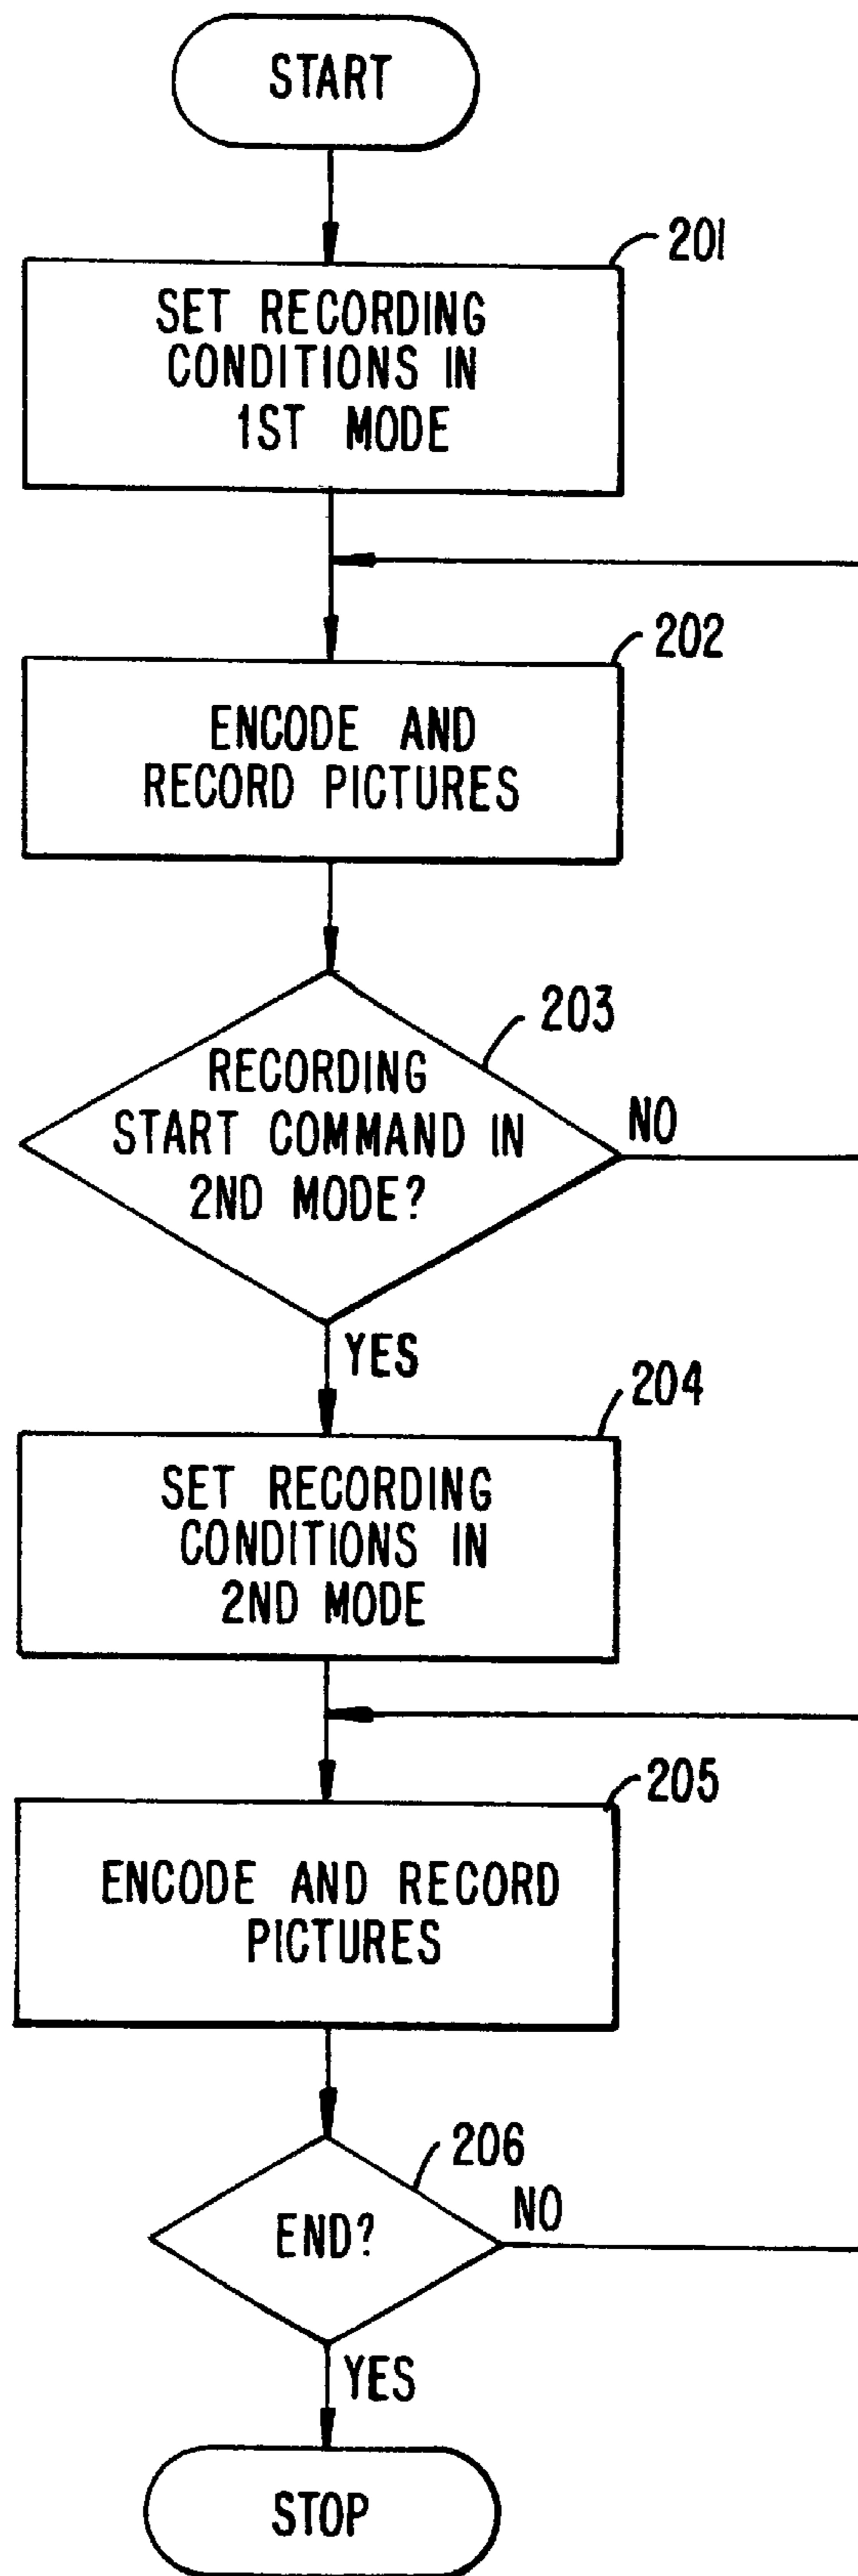 START
201
SET RECORDING
CONDITIONS IN
1ST MODE
202
ENCODE AND
RECORD PICTURES
203
RECORDING
START COMMAND IN
2ND MODE?
NO
YES
204
SET RECORDING
CONDITIONS IN
2ND MODE
205
ENCODE AND RECORD
PICTURES
206
END?
NO
YES
STOP